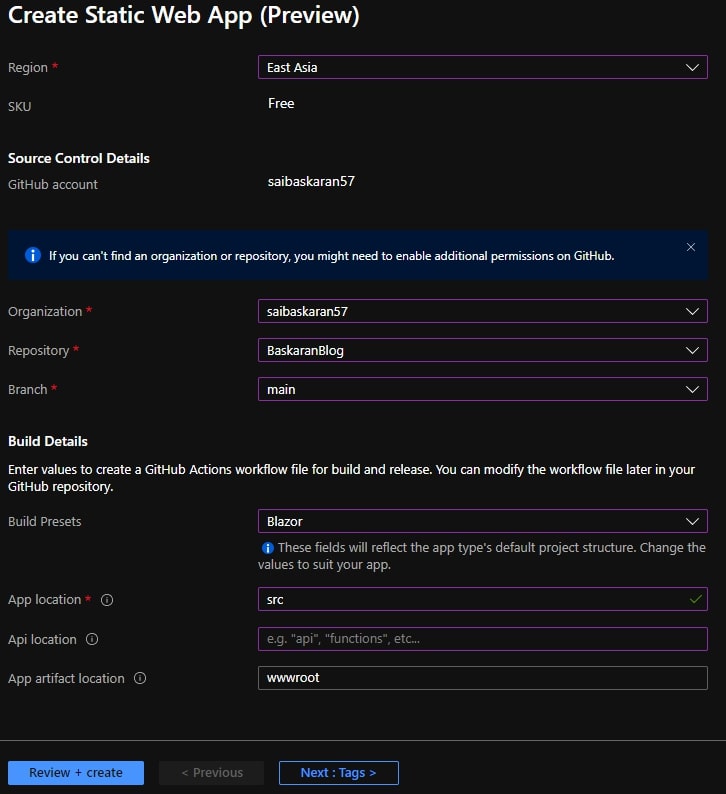 Create Static Web App (Preview)
Region *
East Asia
SKU
Free
Source Control Details
GitHub account
saibaskaran57
If you can't find an organization or repository, you might need to enable additional permissions on GitHub.
Organization *
saibaskaran57
Repository *
BaskaranBlog
Branch *
main
Build Details
Enter values to create a GitHub Actions workflow file for build and release. You can modify the workflow file later in your
GitHub repository.
Build Presets
Blazor
These fields will reflect the app type's default project structure. Change the
values to suit your app.
App location *
src
Api location
e.g. "api", "functions", etc...
App artifact location
wwwroot
Review + create
< Previous
Next : Tags >